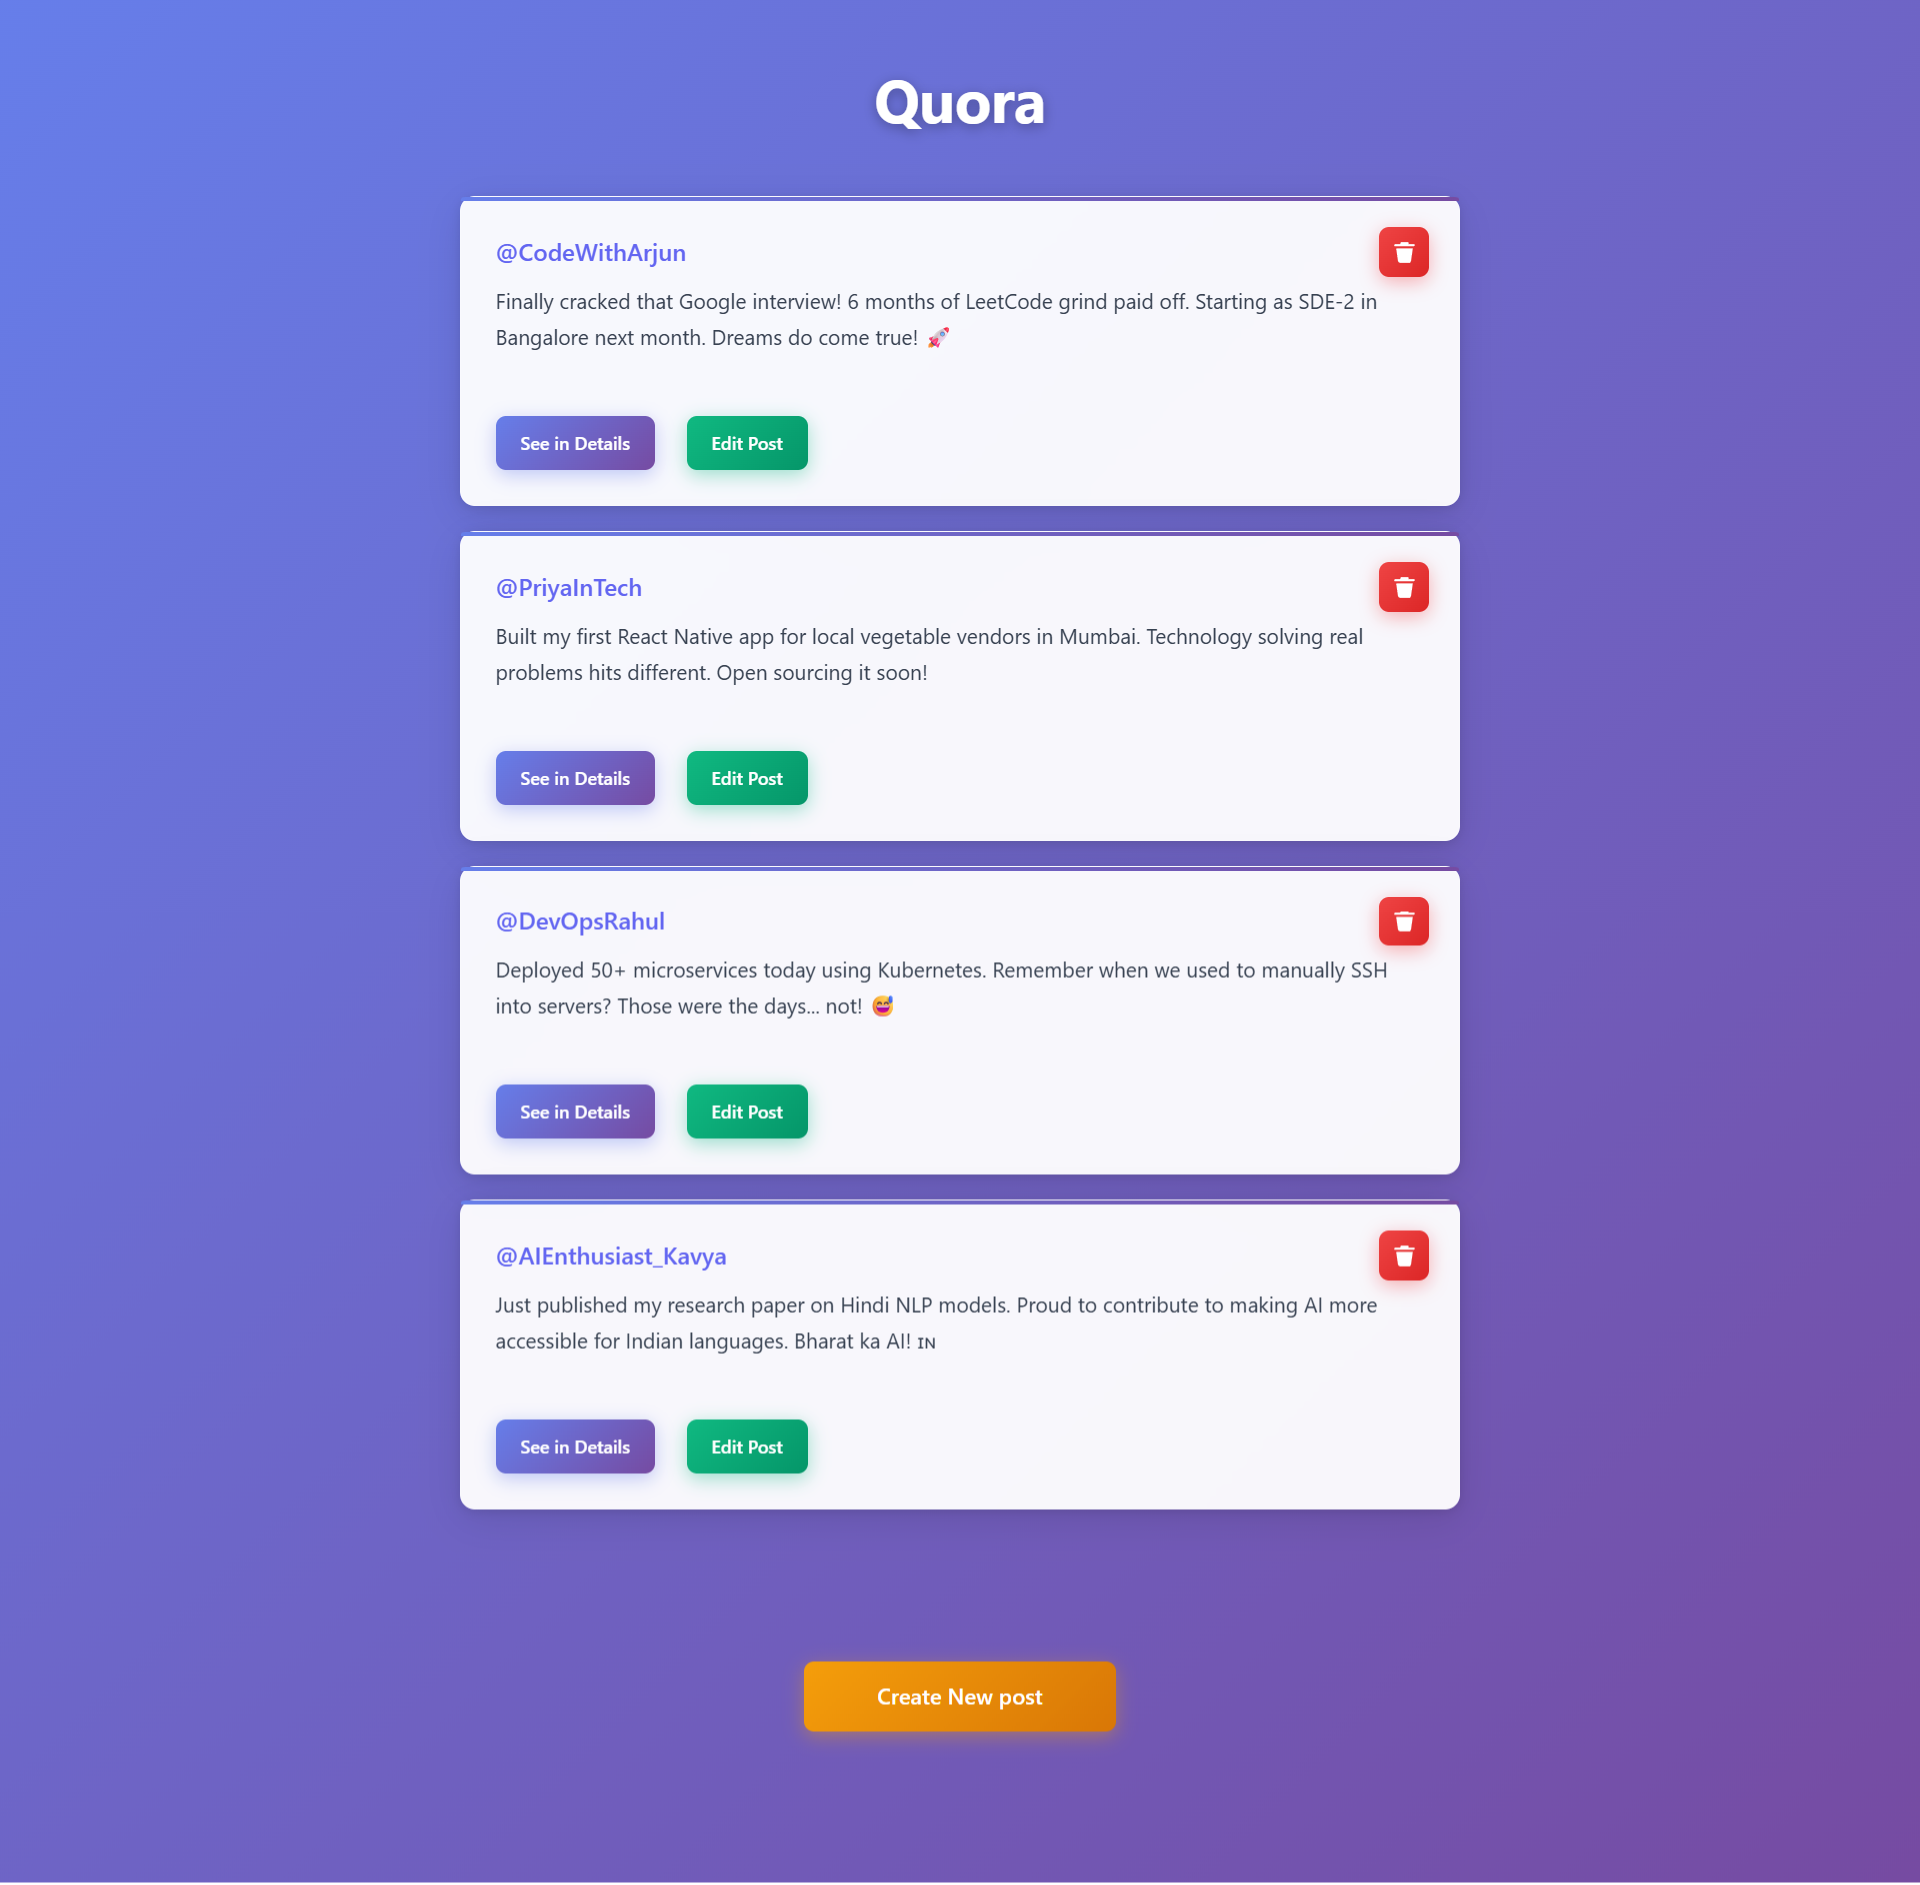 Quora
@CodeWithArjun
Finally cracked that Google interview! 6 months of LeetCode grind paid off. Starting as SDE-2 in
Bangalore next month. Dreams do come true! 🚀
See in Details Edit Post
@PriyaInTech
Built my first React Native app for local vegetable vendors in Mumbai. Technology solving real
problems hits different. Open sourcing it soon!
See in Details Edit Post
@DevOpsRahul
Deployed 50+ microservices today using Kubernetes. Remember when we used to manually SSH
into servers? Those were the days... not! 😅
See in Details Edit Post
@AIEnthusiast_Kavya
Just published my research paper on Hindi NLP models. Proud to contribute to making AI more
accessible for Indian languages. Bharat ka AI! 🇮🇳
See in Details Edit Post
Create New post